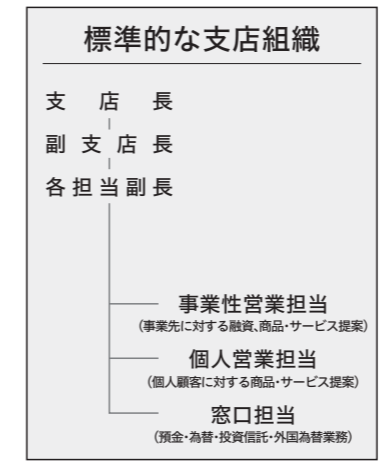 標準的な支店組織
支店長
副支店長
各担当副長
事業性営業担当
（事業先に対する融資、商品・サービス提案）
個人営業担当
（個人顧客に対する商品・サービス提案）
窓口担当
（預金・為替・投資信託・外国為替業務）